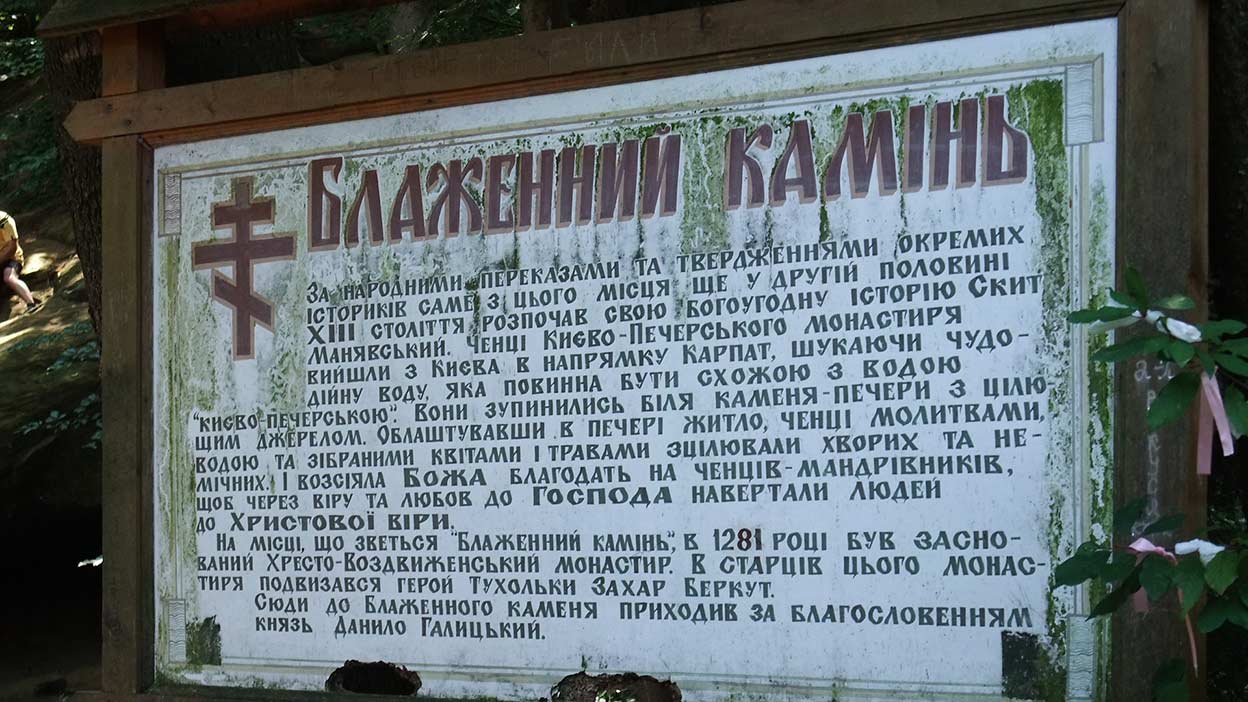 Блаженний камінь
За народними переказами та твердженнями окремих
істориків саме з цього місця ще у другій половині
XIII століття розпочав свою богоугодну історію Скит
Манявський. Ченці Києво-Печерського монастиря
вийшли з Києва в напрямку Карпат, шукаючи чудо-
дійну воду, яка повинна бути схожою з водою
"києво-печерською". Вони зупинились біля каменя-печери з цілю
щим джерелом. Облаштувавши в печері житло, ченці молитвами,
водою та зібраними квітами і травами зцілювали хворих та не-
мічних. І возсіяла Божа благодать на ченців-мандрівників,
щоб через віру та любов до Господа навертали людей
до Христової віри.
На місці, що зветься "Блаженний камінь", в 1281 році був засно-
ваний Хресто-Воздвиженський монастир. В старців цього монас-
тиря подвизався герой Тухольки Захар Беркут.
Сюди до Блаженного каменя приходив за благословенням
князь Данило Галицький.